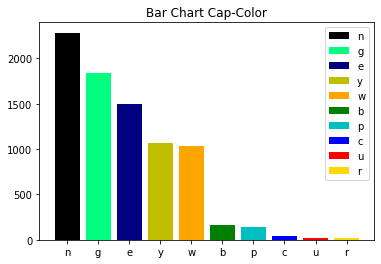 Bar Chart Cap-Color
2000
1500
1000
500
0
n g e y w b p c u r
n
g
e
y
w
b
p
c
u
r